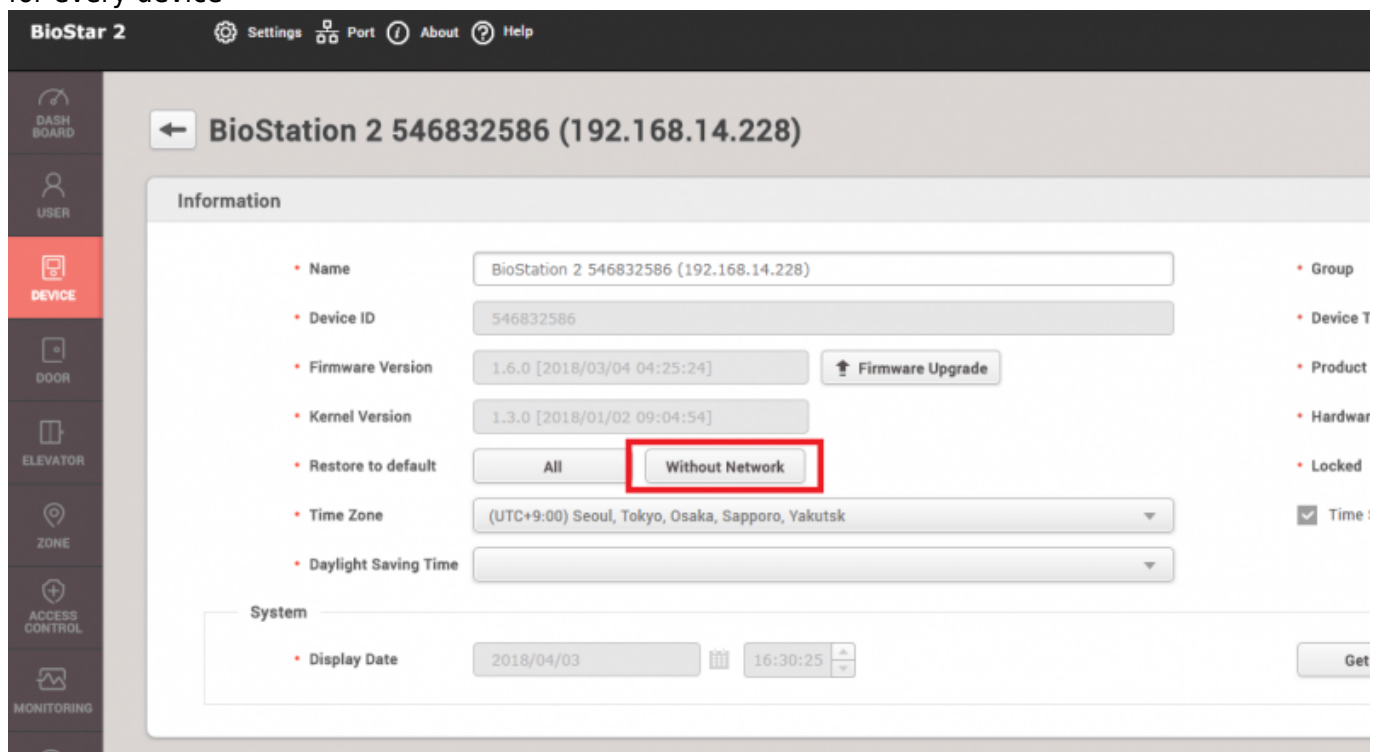 for every device
BioStar 2 Settings Port About Help
DASH
BOARD
USER
DEVICE
DOOR
ELEVATOR
ZONE
ACCESS
CONTROL
MONITORING
BioStation 2 546832586 (192.168.14.228)
Information
Name BioStation 2 546832586 (192.168.14.228) Group
Device ID 546832586 Device T
Firmware Version 1.6.0 [2018/03/04 04:25:24] Firmware Upgrade Product
Kernel Version 1.3.0 [2018/01/02 09:04:54] Hardwar
Restore to default All Without Network Locked
Time Zone (UTC+9:00) Seoul, Tokyo, Osaka, Sapporo, Yakutsk Time
Daylight Saving Time
System
Display Date 2018/04/03 16:30:25 Get